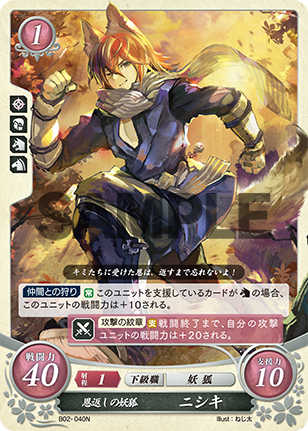 1
SAMPLE
キミたちに受けた恩は、返すまで忘れないよ！
仲間との狩り 常 このユニットを支援しているカードが の場合、
このユニットの戦闘力は＋10される。
攻撃の紋章 支 戦闘終了まで、自分の攻撃
ユニットの戦闘力は＋20される。
戦闘力
40
射程 1 下級職 妖狐
支援力
10
恩返しの妖狐 ニシキ
B02-040N
Illust：ねじ太